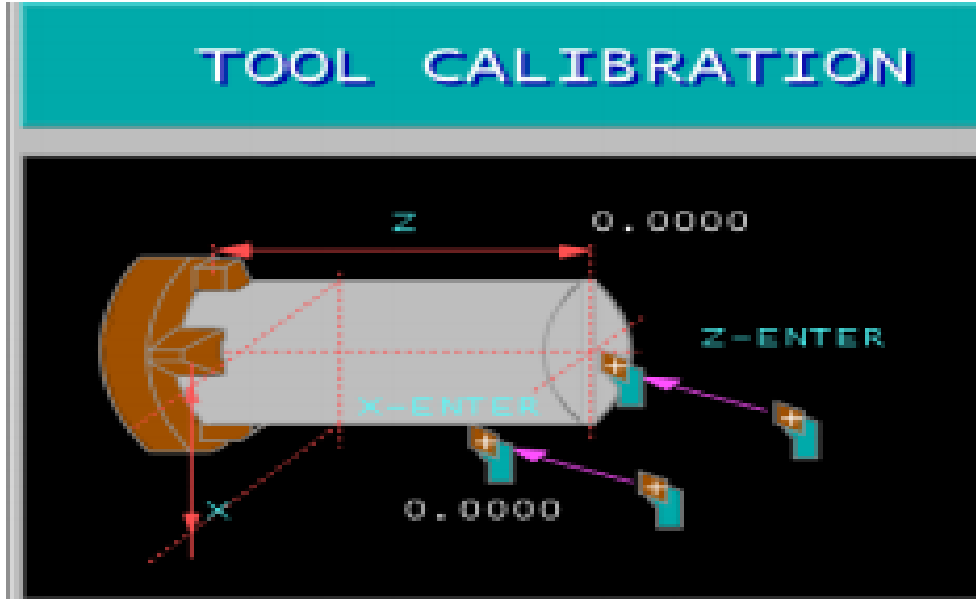 TOOL CALIBRATION
Z 0.0000
Z-ENTER
X-ENTER
X 0.0000